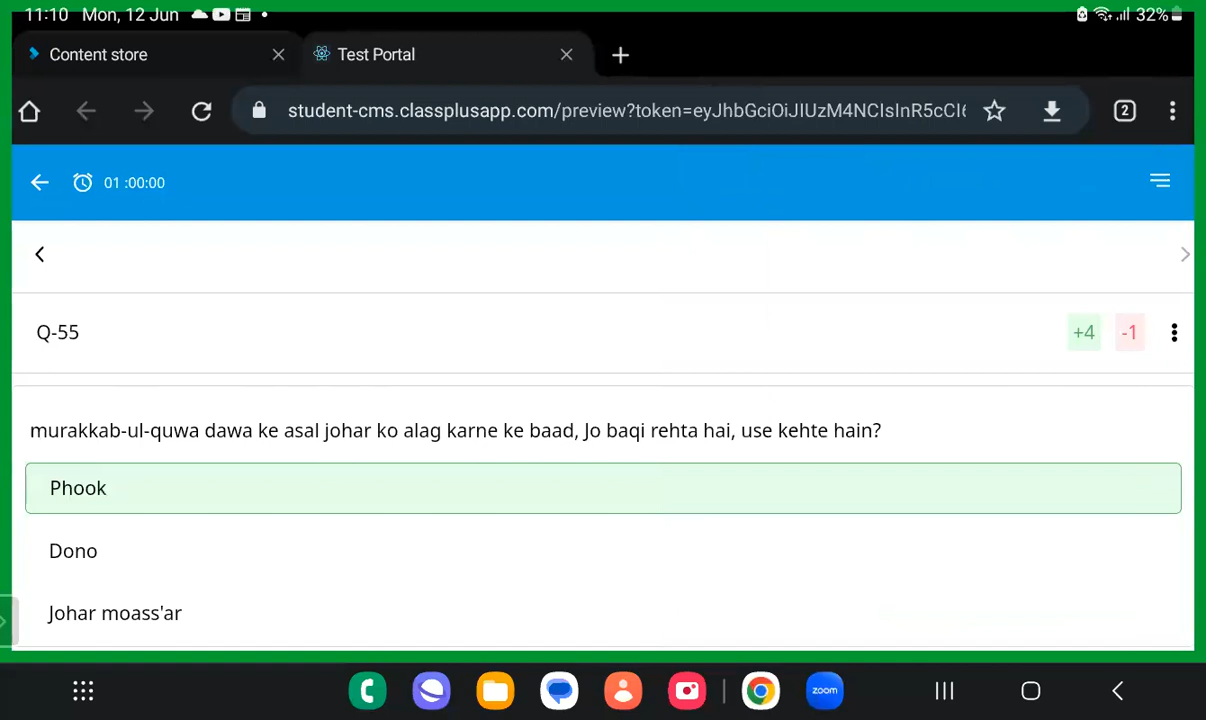 11:10 Mon, 12 Jun 32%
Content store
Test Portal
student-cms.classplusapp.com/preview?token=eyJhbGciOiJIUzM4NCIsInR5cCI6
2
01 :00:00
Q-55
+4 -1
murakkab-ul-quwa dawa ke asal johar ko alag karne ke baad, Jo baqi rehta hai, use kehte hain?
Phook
Dono
Johar moass'ar
zoom